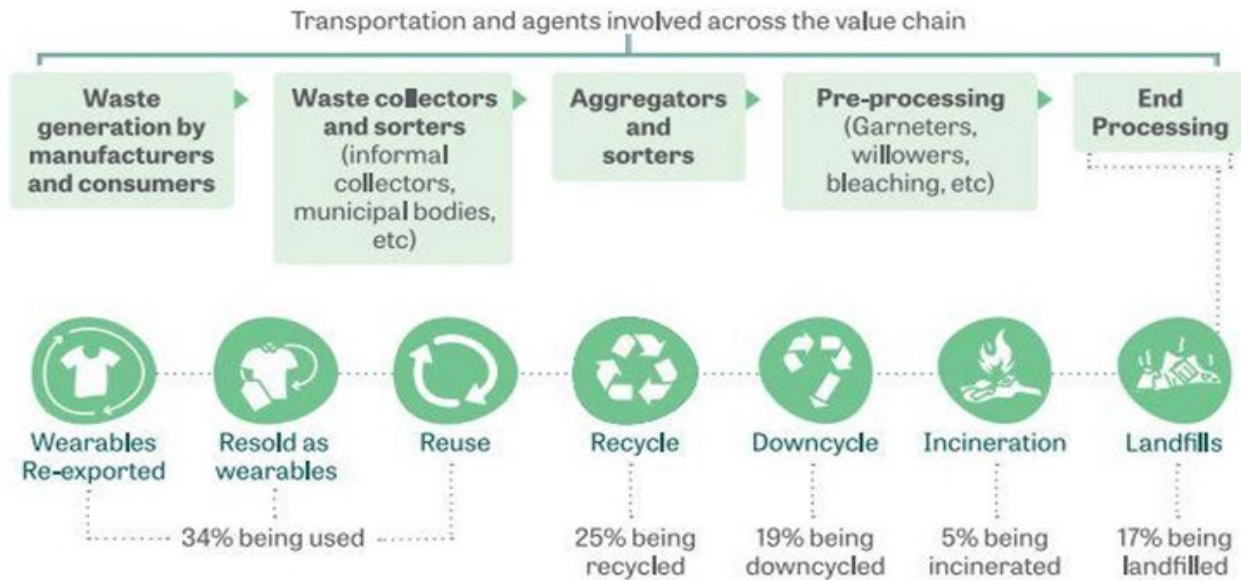 Transportation and agents involved across the value chain
Waste
generation by
manufacturers
and consumers
Waste collectors
and sorters
(informal
collectors,
municipal bodies,
etc)
Aggregators
and
sorters
Pre-processing
(Garneters,
willowers,
bleaching, etc)
End
Processing
Wearables
Re-exported
Resold as
wearables
Reuse
Recycle
Downcycle
Incineration
Landfills
34% being used
25% being
recycled
19% being
downcycled
5% being
incinerated
17% being
landfilled